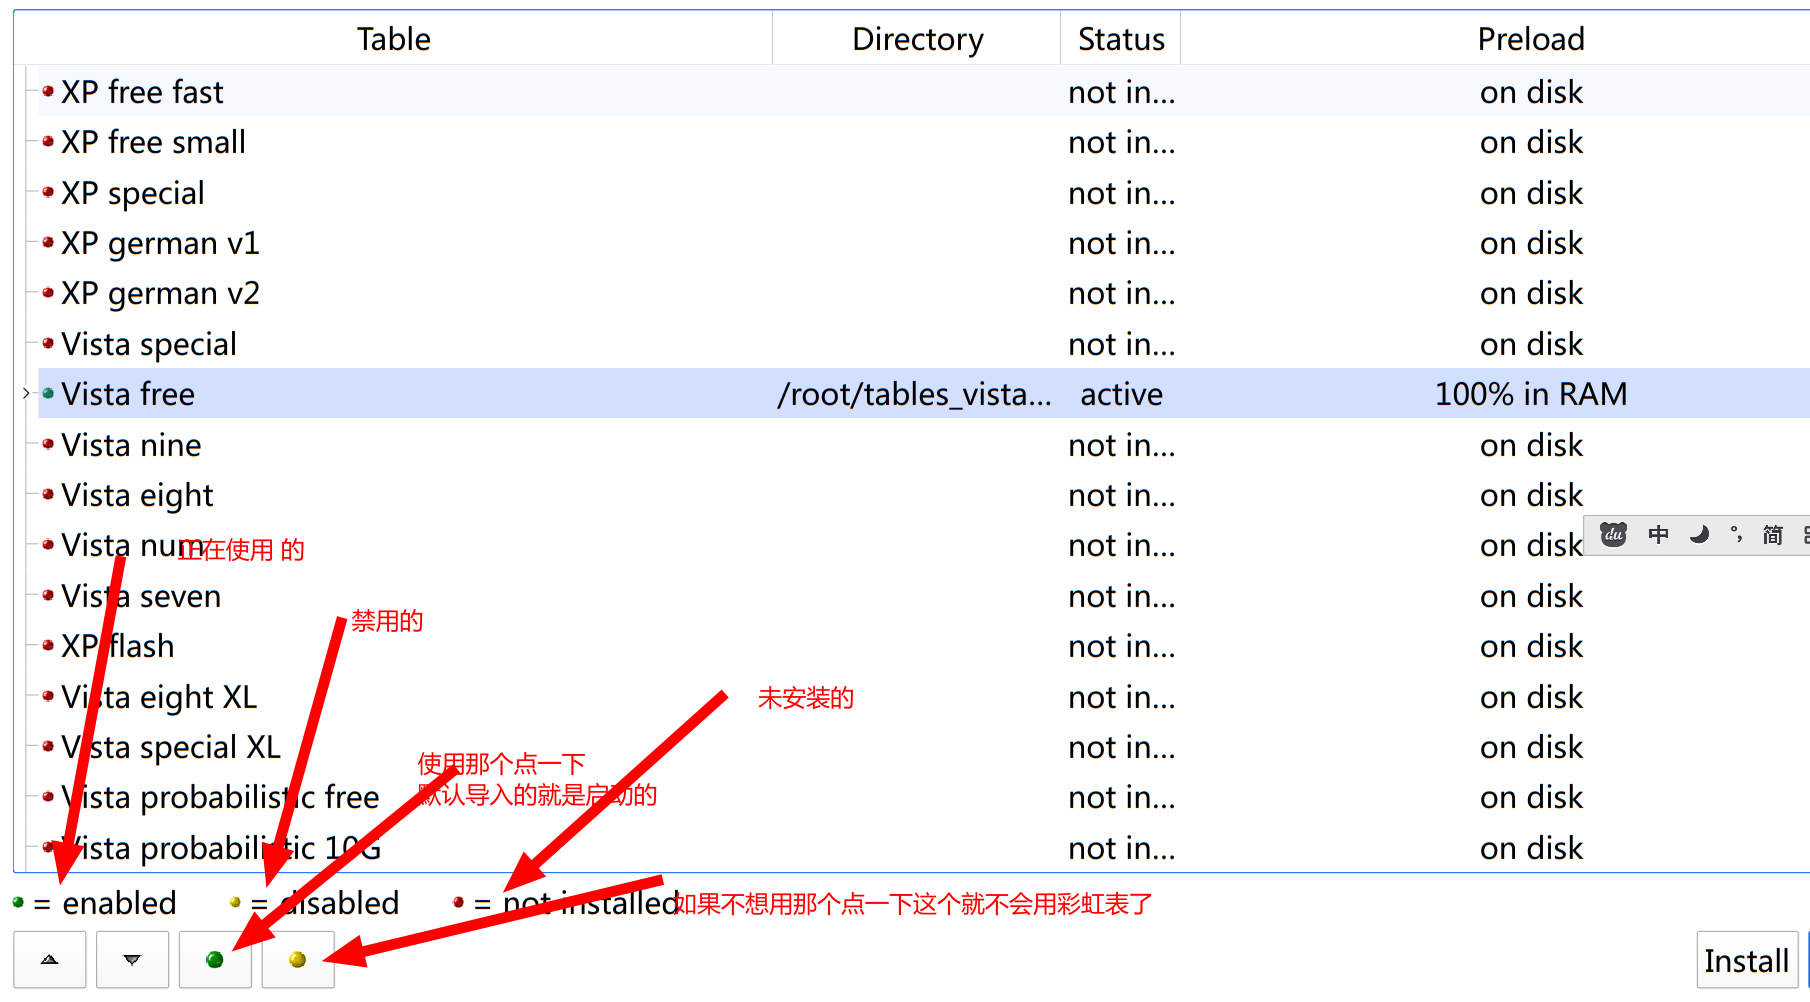 Table Directory Status Preload
XP free fast not in... on disk
XP free small not in... on disk
XP special not in... on disk
XP german v1 not in... on disk
XP german v2 not in... on disk
Vista special not in... on disk
Vista free /root/tables_vista... active 100% in RAM
Vista nine not in... on disk
Vista eight not in... on disk
du 中 °, 简
Vista num not in... on disk
正在使用 的
Vista seven not in... on disk
禁用的
XP flash not in... on disk
Vista eight XL not in... on disk
未安装的
Vista special XL not in... on disk
使用那个点一下
默认导入的就是启动的
Vista probabilistic free not in... on disk
Vista probabilistic 10G not in... on disk
= enabled = disabled = not installed
如果不想用那个点一下这个就不会用彩虹表了
Install